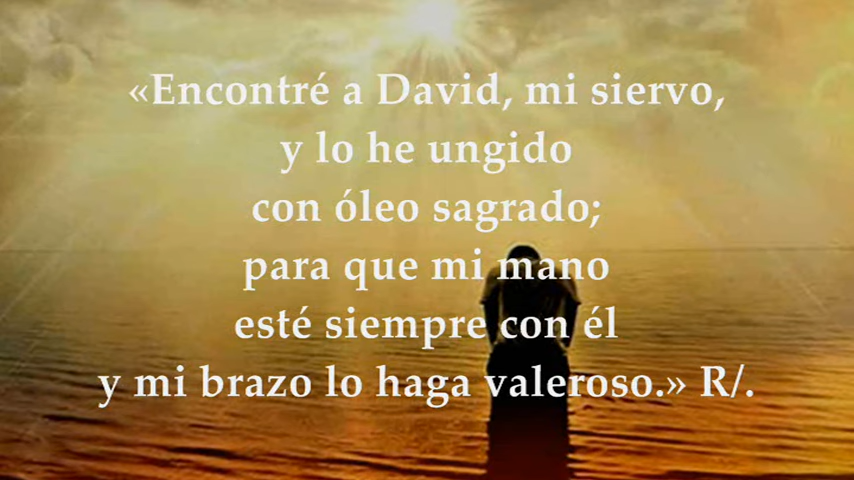 «Encontré a David, mi siervo,
y lo he ungido
con óleo sagrado;
para que mi mano
esté siempre con él
y mi brazo lo haga valeroso.» R/.